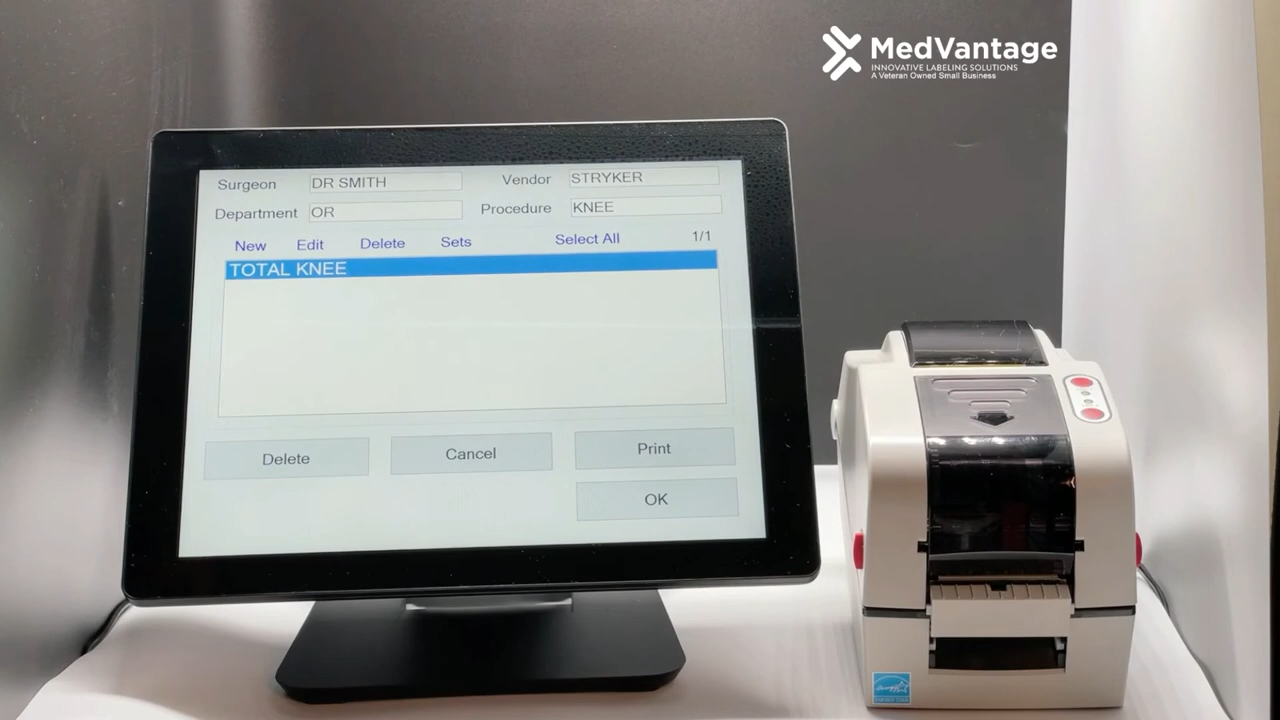 MedVantage
INNOVATIVE LABELING SOLUTIONS
A Veteran Owned Small Business
Surgeon DR SMITH Vendor STRYKER
Department OR Procedure KNEE
New Edit Delete Sets Select All 1/1
TOTAL KNEE
Delete Cancel Print
OK